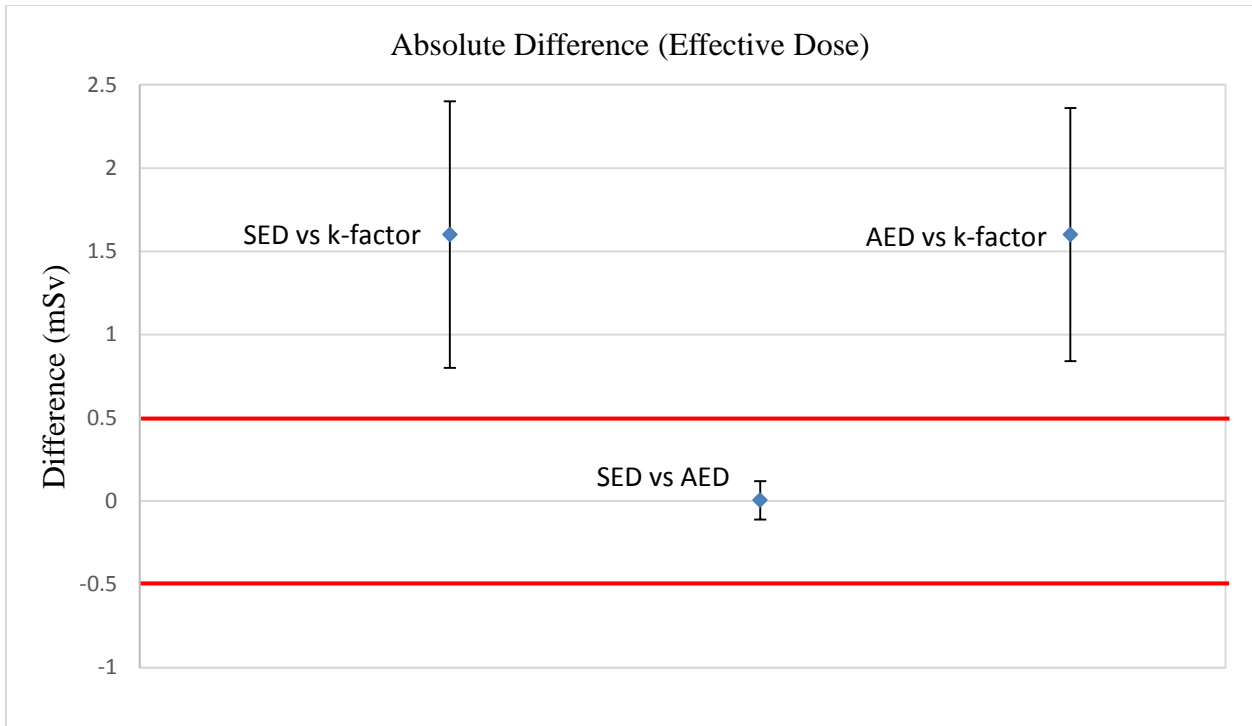 Absolute Difference (Effective Dose)
2.5
2
SED vs k-factor
AED vs k-factor
1.5
Difference (mSv)
1
0.5
SED vs AED
0
-0.5
-1